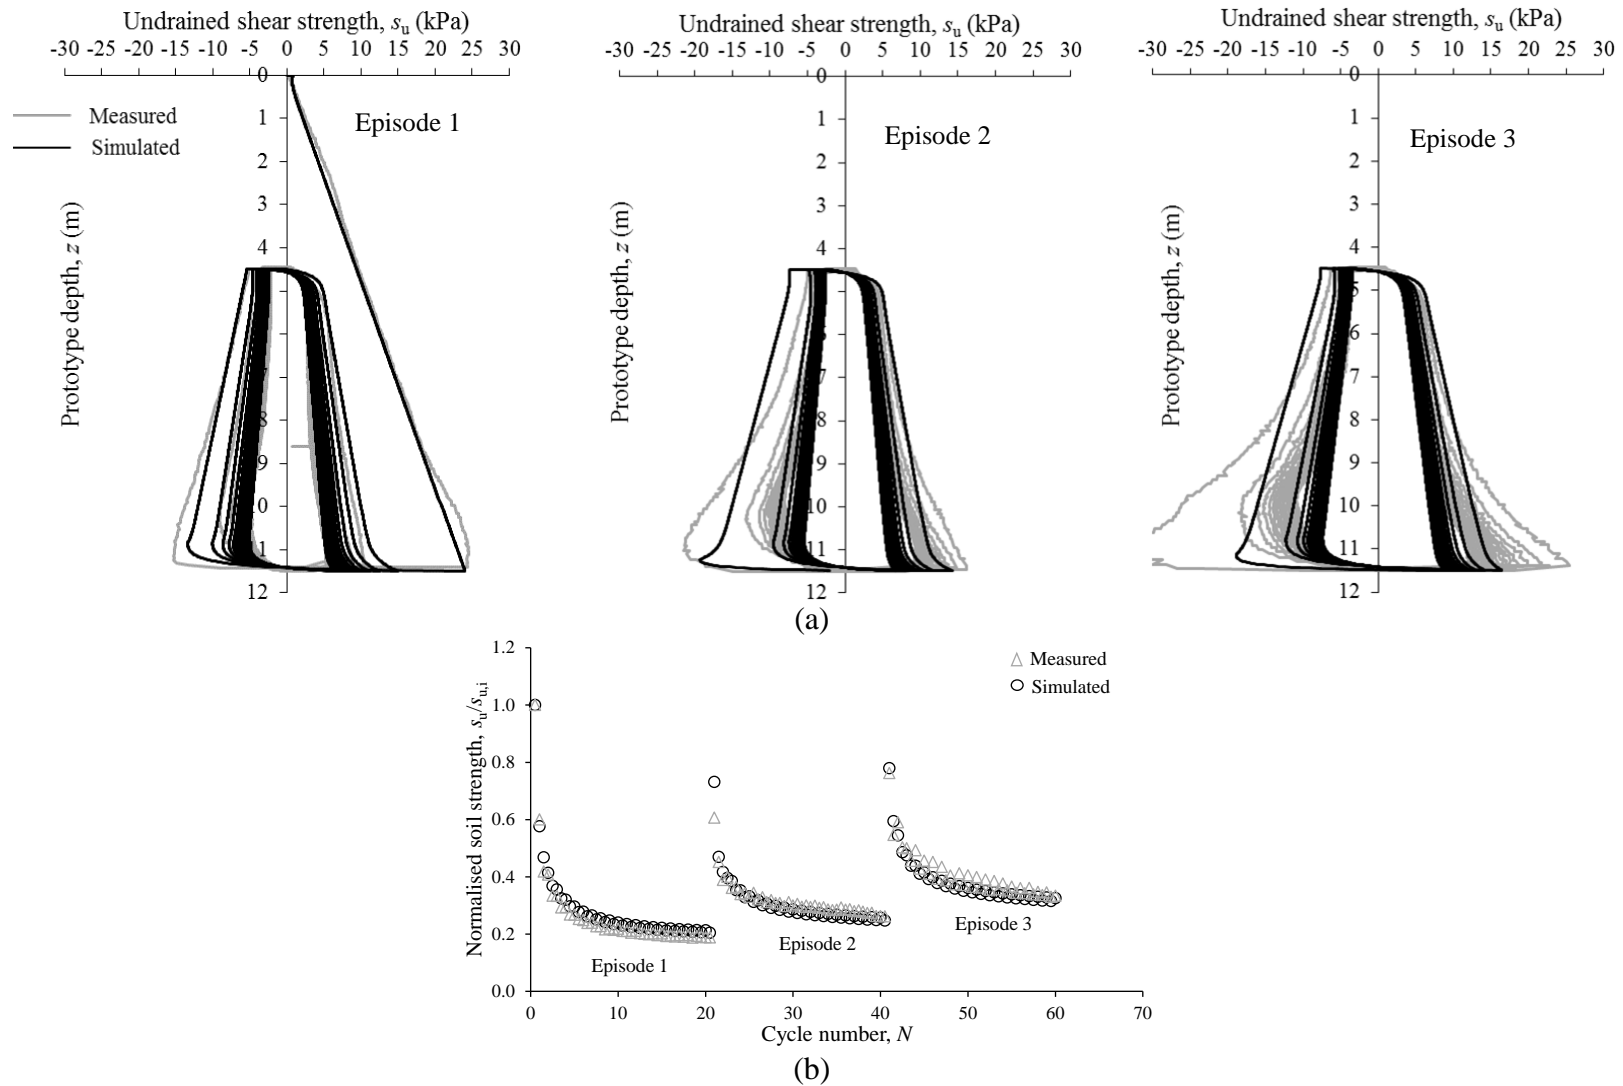 Undrained shear strength, su (kPa)
-30 -25 -20 -15 -10 -5 0 5 10 15 20 25 30
0
1
2
3
4
8
9
0
1
12
Prototype depth, z (m)
Measured
Simulated
Episode 1
Undrained shear strength, su (kPa)
-30 -25 -20 -15 -10 -5 0 5 10 15 20 25 30
0
1
2
3
4
7
8
9
10
11
12
Prototype depth, z (m)
Episode 2
Undrained shear strength, su (kPa)
-30 -25 -20 -15 -10 -5 0 5 10 15 20 25 30
0
1
2
3
4
5
6
7
8
9
10
11
12
Prototype depth, z (m)
Episode 3
(a)
Normalised soil strength, su/su,i
1.2
1.0
0.8
0.6
0.4
0.2
0.0
Measured
Simulated
Episode 1
Episode 2
Episode 3
0 10 20 30 40 50 60 70
Cycle number, N
(b)